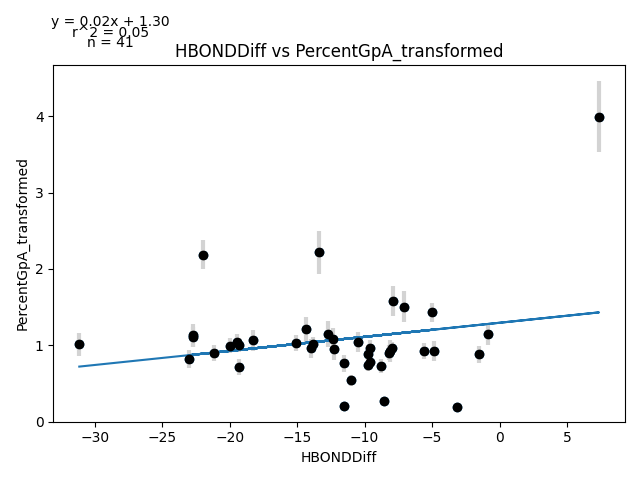 y = 0.02x + 1.30
r^2 = 0.05
n = 41
HBONDDiff vs PercentGpA_transformed
PercentGpA_transformed
4
3
2
1
0
−30
−25
−20
−15
−10
−5
0
5
HBONDDiff